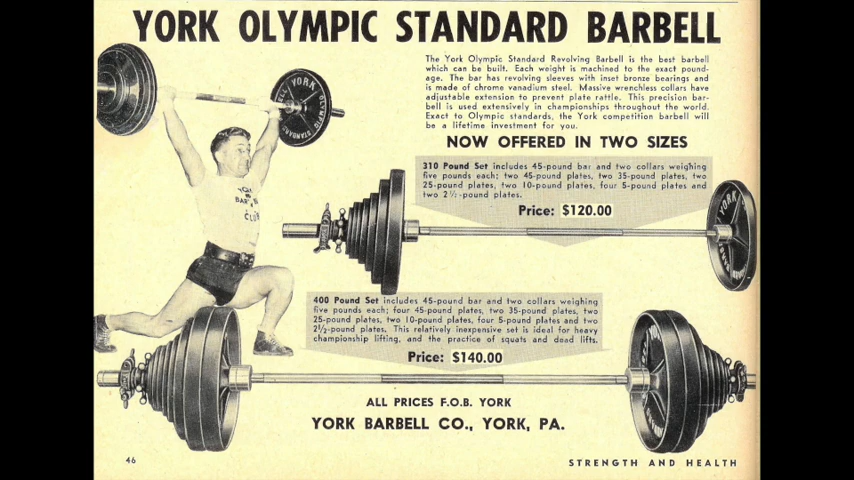 YORK OLYMPIC STANDARD BARBELL
The York Olympic Standard Revolving Barbell is the best barbell
which can be built. Each weight is machined to the exact pound-
age. The bar has revolving sleeves with inset bronze bearings and
is made of chrome vanadium steel. Massive wrenchless collars have
adjustable extension to prevent plate rattle. This precision bar-
bell is used extensively in championships throughout the world.
Exact to Olympic standards, the York competition barbell will
be a lifetime investment for you.
NOW OFFERED IN TWO SIZES
310 Pound Set includes 45-pound bar and two collars weighing
five pounds each; two 45-pound plates, two 35-pound plates, two
25-pound plates, two 10-pound plates, four 5-pound plates and
two 2½-pound plates.
Price: $120.00
YORK
OLYMPIC
STANDARD
YORK
400 Pound Set includes 45-pound bar and two collars weighing
five pounds each; four 45-pound plates, two 35-pound plates, two
25-pound plates, two 10-pound plates, four 5-pound plates and two
2½-pound plates. This relatively inexpensive set is ideal for heavy
championship lifting, and the practice of squats and dead lifts.
Price: $140.00
ALL PRICES F.O.B. YORK
YORK BARBELL CO., YORK, PA.
46
STRENGTH AND HEALTH